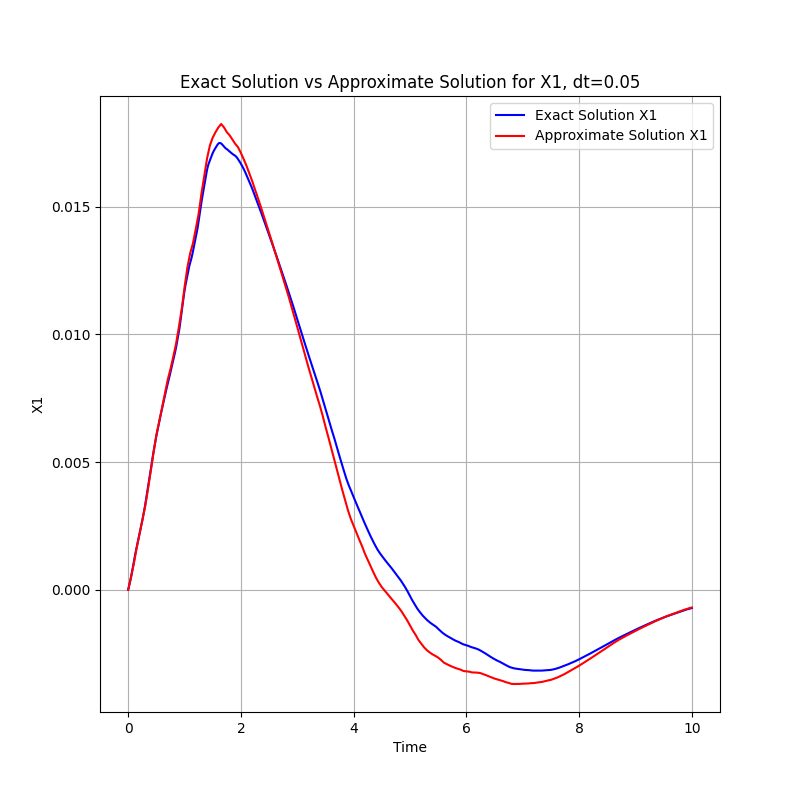 Exact Solution vs Approximate Solution for X1, dt=0.05
Exact Solution X1
Approximate Solution X1
0.015
0.010
0.005
0.000
X1
0 2 4 6 8 10
Time